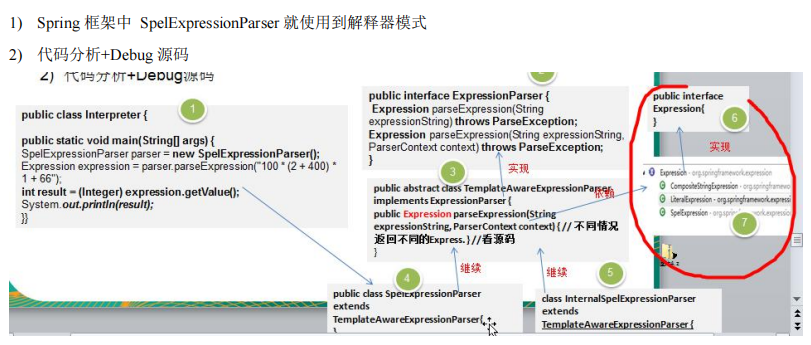 1) Spring 框架中 SpelExpressionParser 就使用到解释器模式
2) 代码分析+Debug 源码
2) 代码分析+Debug源码
1
public class Interpreter {
public static void main(String[] args) {
SpelExpressionParser parser = new SpelExpressionParser();
Expression expression = parser.parseExpression("100 * (2 + 400) *
1 + 66");
int result = (Integer) expression.getValue();
System.out.println(result);
}}
2
public interface ExpressionParser {
Expression parseExpression(String
expressionString) throws ParseException;
Expression parseExpression(String expressionString,
ParserContext context) throws ParseException;
}
3
实现
public abstract class TemplateAwareExpressionParser
implements ExpressionParser {
public Expression parseExpression(String
expressionString, ParserContext context) { // 不同情况
返回不同的Express. } //看源码
}
依赖
继续
继续
4
public class SpelExpressionParser
extends
TemplateAwareExpressionParser{
}
5
class InternalSpelExpressionParser
extends
TemplateAwareExpressionParser {
public interface
Expression{
}
6
实现
Expression - org.springframework.expression
CompositeStringExpression - org.springframework
LiteralExpression - org.springframework.expressi
SpelExpression - org.springframework.expression
7